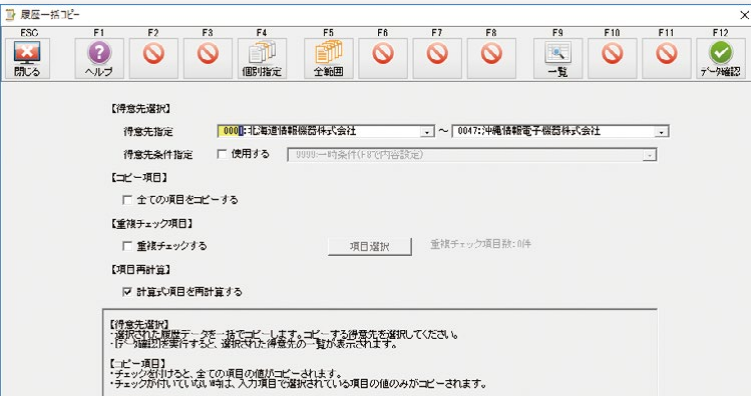 履歴一括コピー
ESC F1 F2 F3 F4 F5 F6 F7 F8 F9 F10 F11 F12
閉じる ヘルプ 個別指定 全範囲 一覧 データ確認
【得意先選択】
得意先指定 0001:北海道情報機器株式会社 ～ 0047:沖縄情報電子機器株式会社
得意先条件指定 使用する 9999:一時条件(F8で内容設定)
【コピー項目】
全ての項目をコピーする
【重複チェック項目】
重複チェックする 項目選択 重複チェック項目数:0件
【項目再計算】
計算式項目を再計算する
【得意先選択】
・選択された履歴データを一括でコピーします。コピーする得意先を選択してください。
・[データ確認]を実行すると、選択された得意先の一覧が表示されます。
【コピー項目】
・チェックを付けると、全ての項目の値がコピーされます。
・チェックが付いていない時は、入力項目で選択されている項目の値のみがコピーされます。